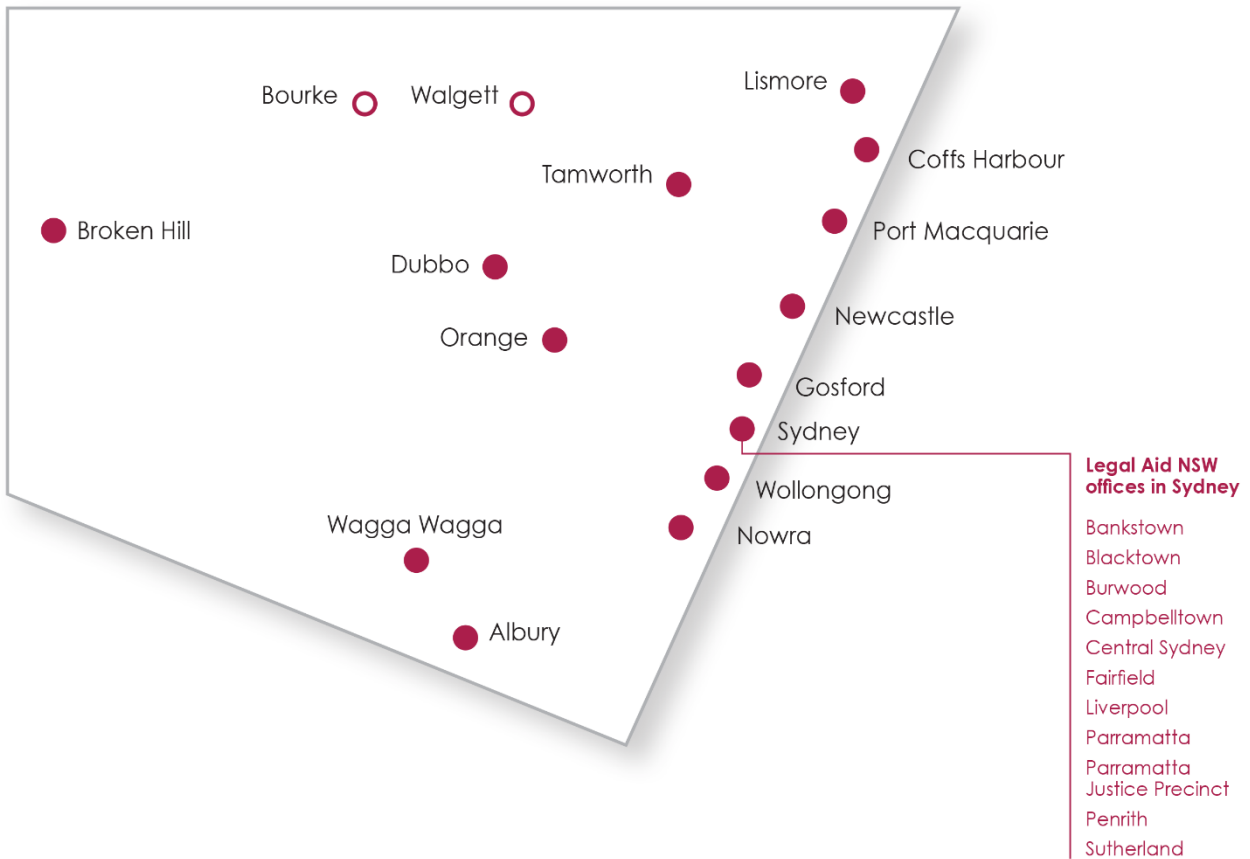 Bourke
Walgett
Lismore
Coffs Harbour
Tamworth
Port Macquarie
Broken Hill
Dubbo
Newcastle
Orange
Gosford
Sydney
Wollongong
Wagga Wagga
Nowra
Albury
Legal Aid NSW
offices in Sydney
Bankstown
Blacktown
Burwood
Campbelltown
Central Sydney
Fairfield
Liverpool
Parramatta
Parramatta
Justice Precinct
Penrith
Sutherland